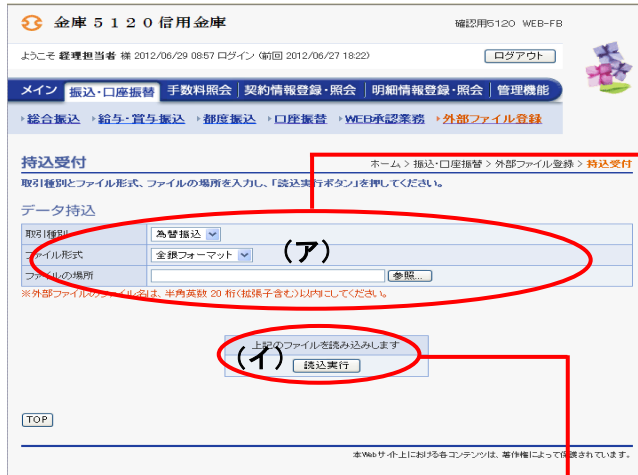 金庫5120信用金庫
確認用5120 WEB-FB
ようこそ 経理担当者 様 2012/06/29 08:57 ログイン (前回 2012/06/27 18:22)
ログアウト
メイン 振込・口座振替 手数料照会 契約情報登録・照会 明細情報登録・照会 管理機能
総合振込 給与・賞与振込 都度振込 口座振替 WEB承認業務 外部ファイル登録
持込受付
ホーム > 振込・口座振替 > 外部ファイル登録 > 持込受付
取引種別とファイル形式、ファイルの場所を入力し、「読込実行ボタン」を押してください。
データ持込
取引種別 為替振込
ファイル形式 全銀フォーマット
(ア)
ファイルの場所 参照...
※外部ファイルのファイル名は、半角英数 20 桁(拡張子含む)以内にしてください。
上記のファイルを読み込みします
(イ)
読込実行
TOP
本Webサイト上における各コンテンツは、著作権によって保護されています。